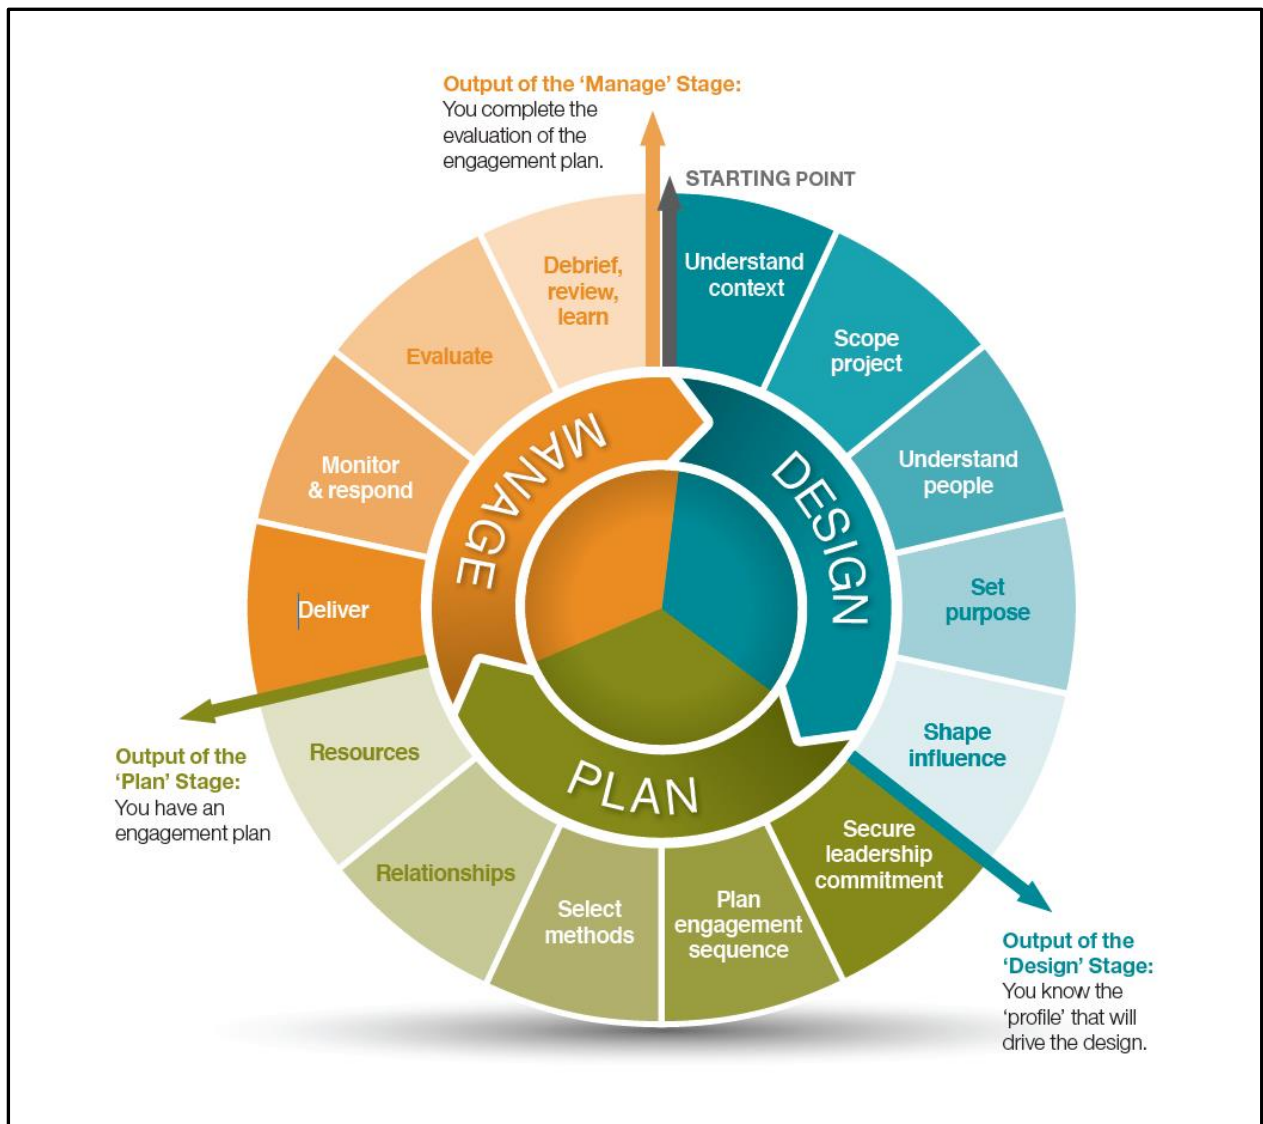 Output of the ‘Manage’ Stage:
You complete the
evaluation of the
engagement plan.
STARTING POINT
Understand
context
Scope
project
Understand
people
Set
purpose
Shape
influence
Secure
leadership
commitment
Plan
engagement
sequence
Select
methods
Relationships
Resources
Deliver
Monitor
& respond
Evaluate
Debrief,
review,
learn
DESIGN
PLAN
MANAGE
Output of the
‘Design’ Stage:
You know the
‘profile’ that will
drive the design.
Output of the
‘Plan’ Stage:
You have an
engagement plan